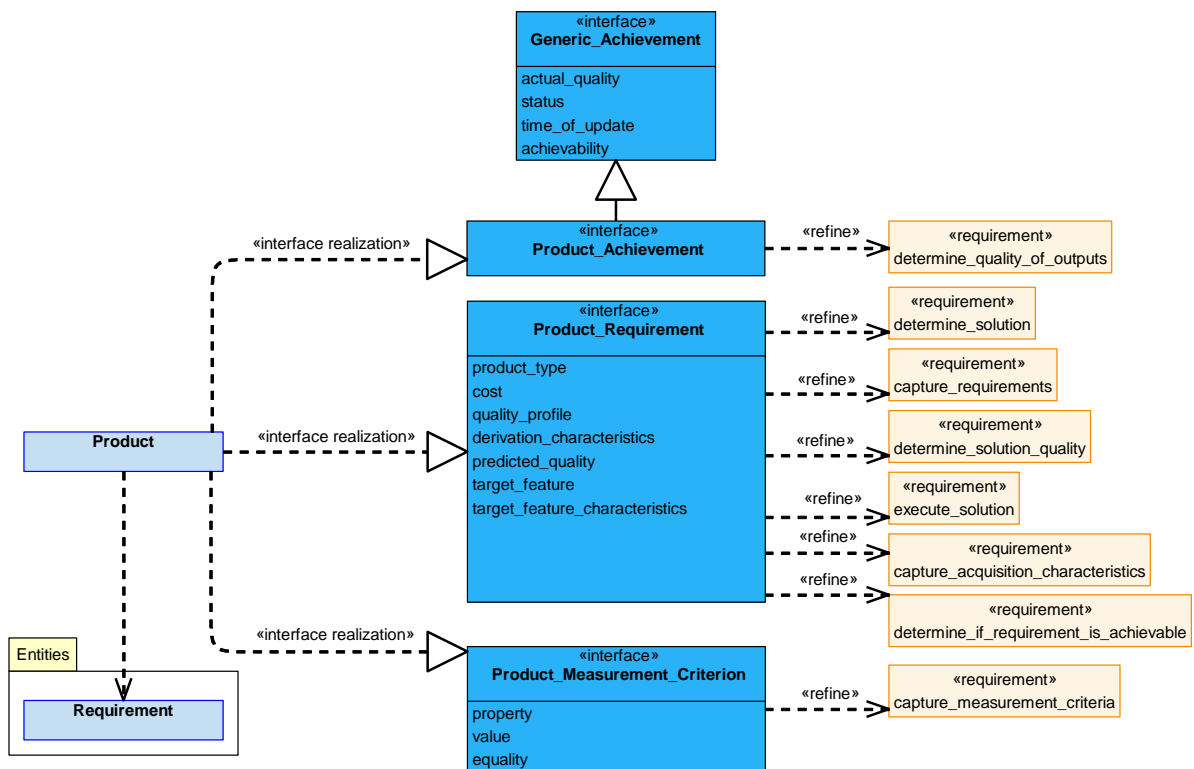 «interface»
Generic_Achievement
actual_quality
status
time_of_update
achievability
«interface»
Product_Achievement
«interface realization»
«refine»
«requirement»
determine_quality_of_outputs
«interface»
Product_Requirement
product_type
cost
quality_profile
derivation_characteristics
predicted_quality
target_feature
target_feature_characteristics
«refine»
«requirement»
determine_solution
«refine»
«requirement»
capture_requirements
«refine»
«requirement»
determine_solution_quality
«refine»
«requirement»
execute_solution
«refine»
«requirement»
capture_acquisition_characteristics
«refine»
«requirement»
determine_if_requirement_is_achievable
Product
«interface realization»
«interface realization»
Entities
Requirement
«interface»
Product_Measurement_Criterion
property
value
equality
«refine»
«requirement»
capture_measurement_criteria